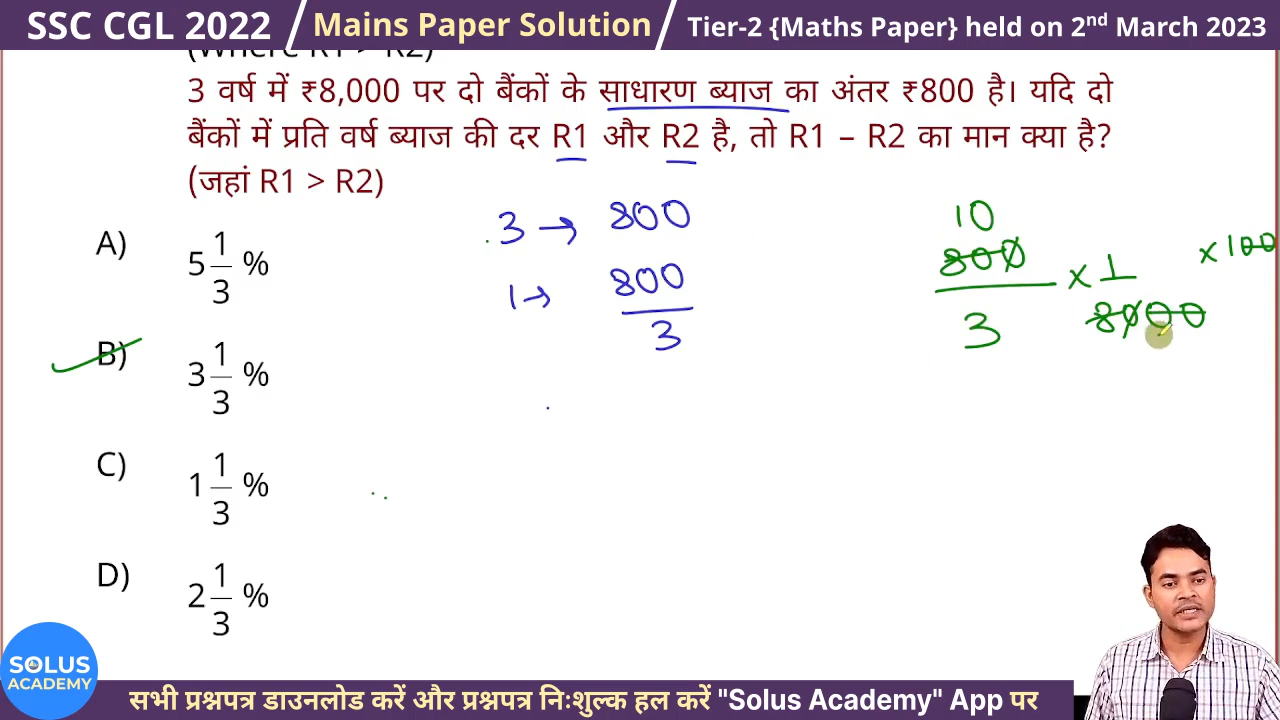 SSC CGL 2022 Mains Paper Solution Tier-2 {Maths Paper} held on 2nd March 2023
(Where R1 > R2)
3 वर्ष में ₹8,000 पर दो बैंकों के साधारण ब्याज का अंतर ₹800 है। यदि दो
बैंकों में प्रति वर्ष ब्याज की दर R1 और R2 है, तो R1 – R2 का मान क्या है?
(जहां R1 > R2)
A) 5 1/3 %
B) 3 1/3 %
C) 1 1/3 %
D) 2 1/3 %
3 → 800
1 → 800/3
10
800/3 × 1/8000 × 100
SOLUS
ACADEMY
सभी प्रश्नपत्र डाउनलोड करें और प्रश्नपत्र निःशुल्क हल करें "Solus Academy" App पर